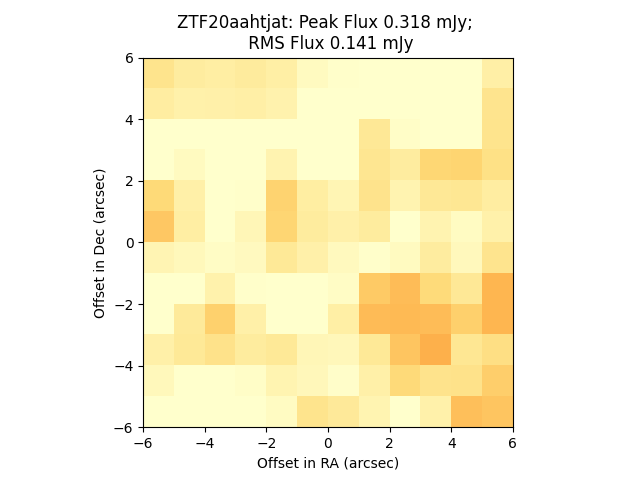 ZTF20aahtjat: Peak Flux 0.318 mJy;
RMS Flux 0.141 mJy
6
4
2
0
−2
−4
−6
Offset in Dec (arcsec)
−6 −4 −2 0 2 4 6
Offset in RA (arcsec)